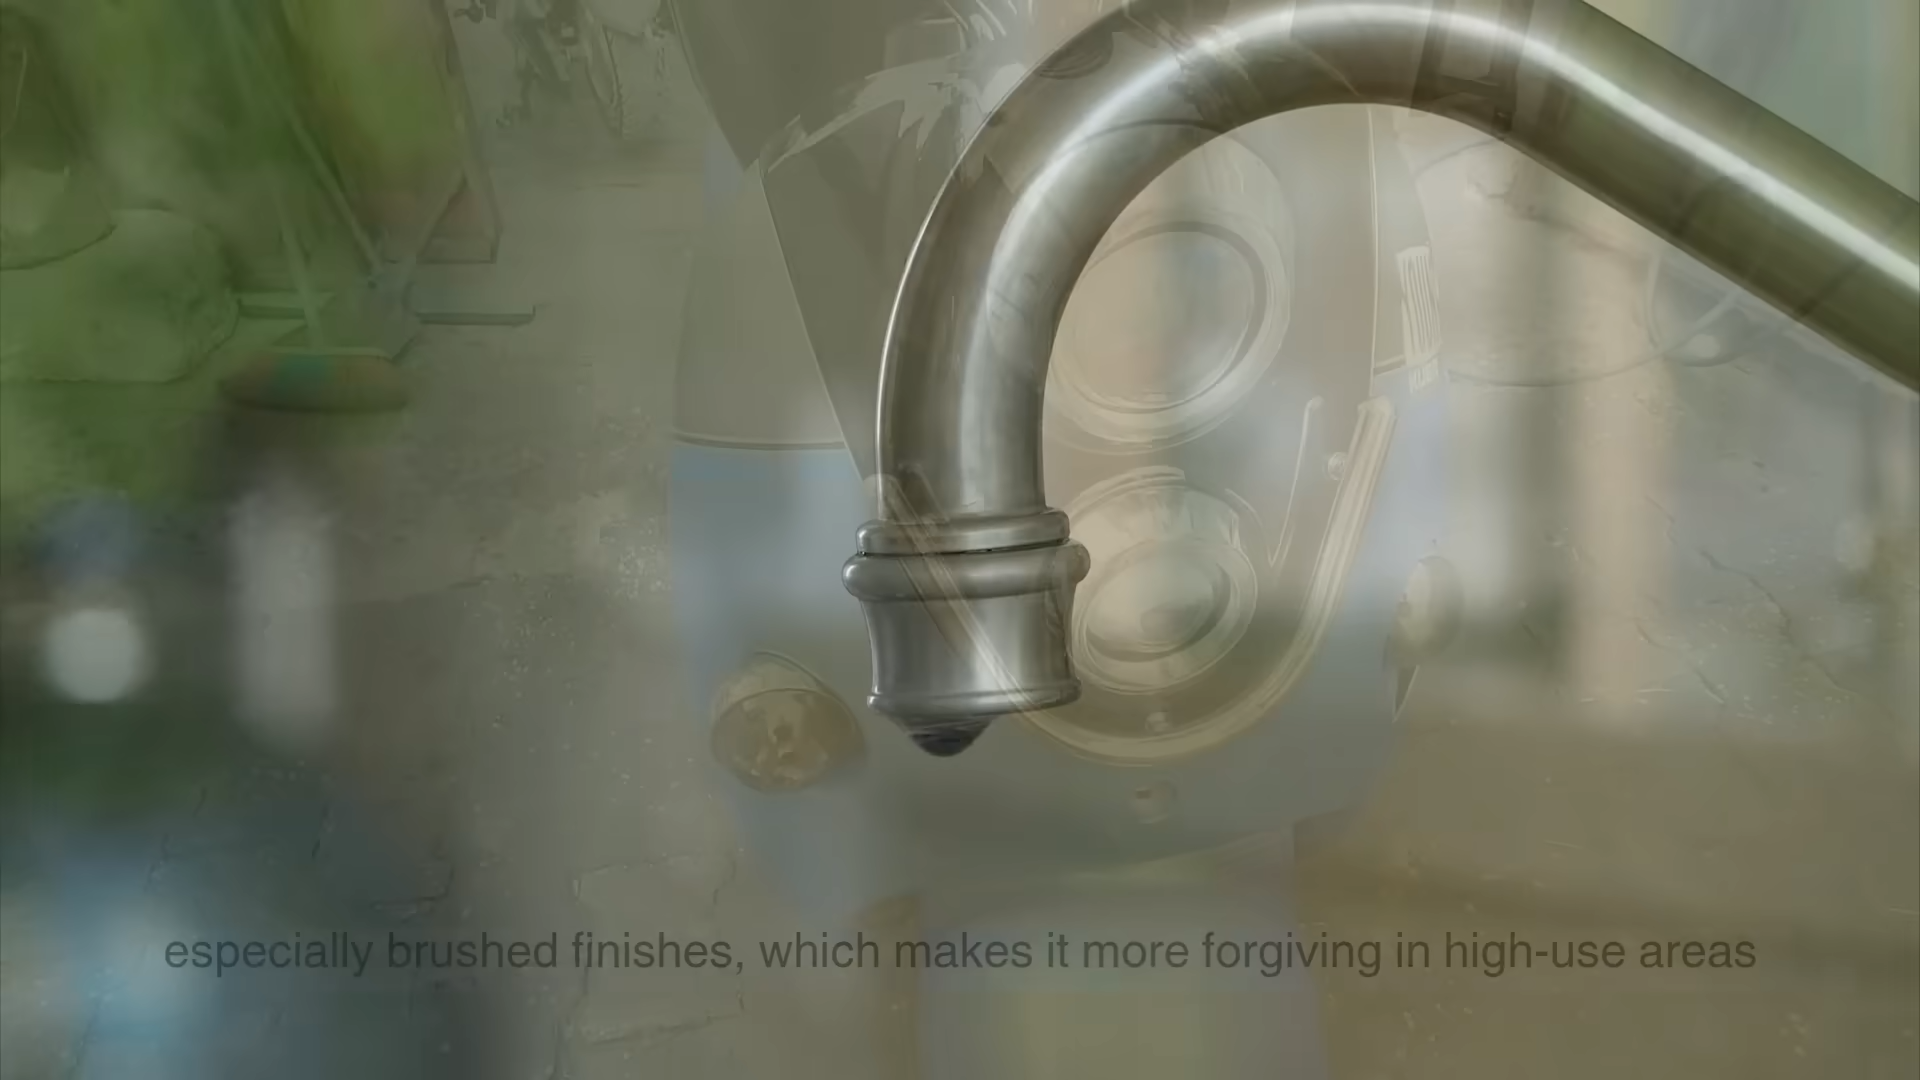 especially brushed finishes, which makes it more forgiving in high-use areas